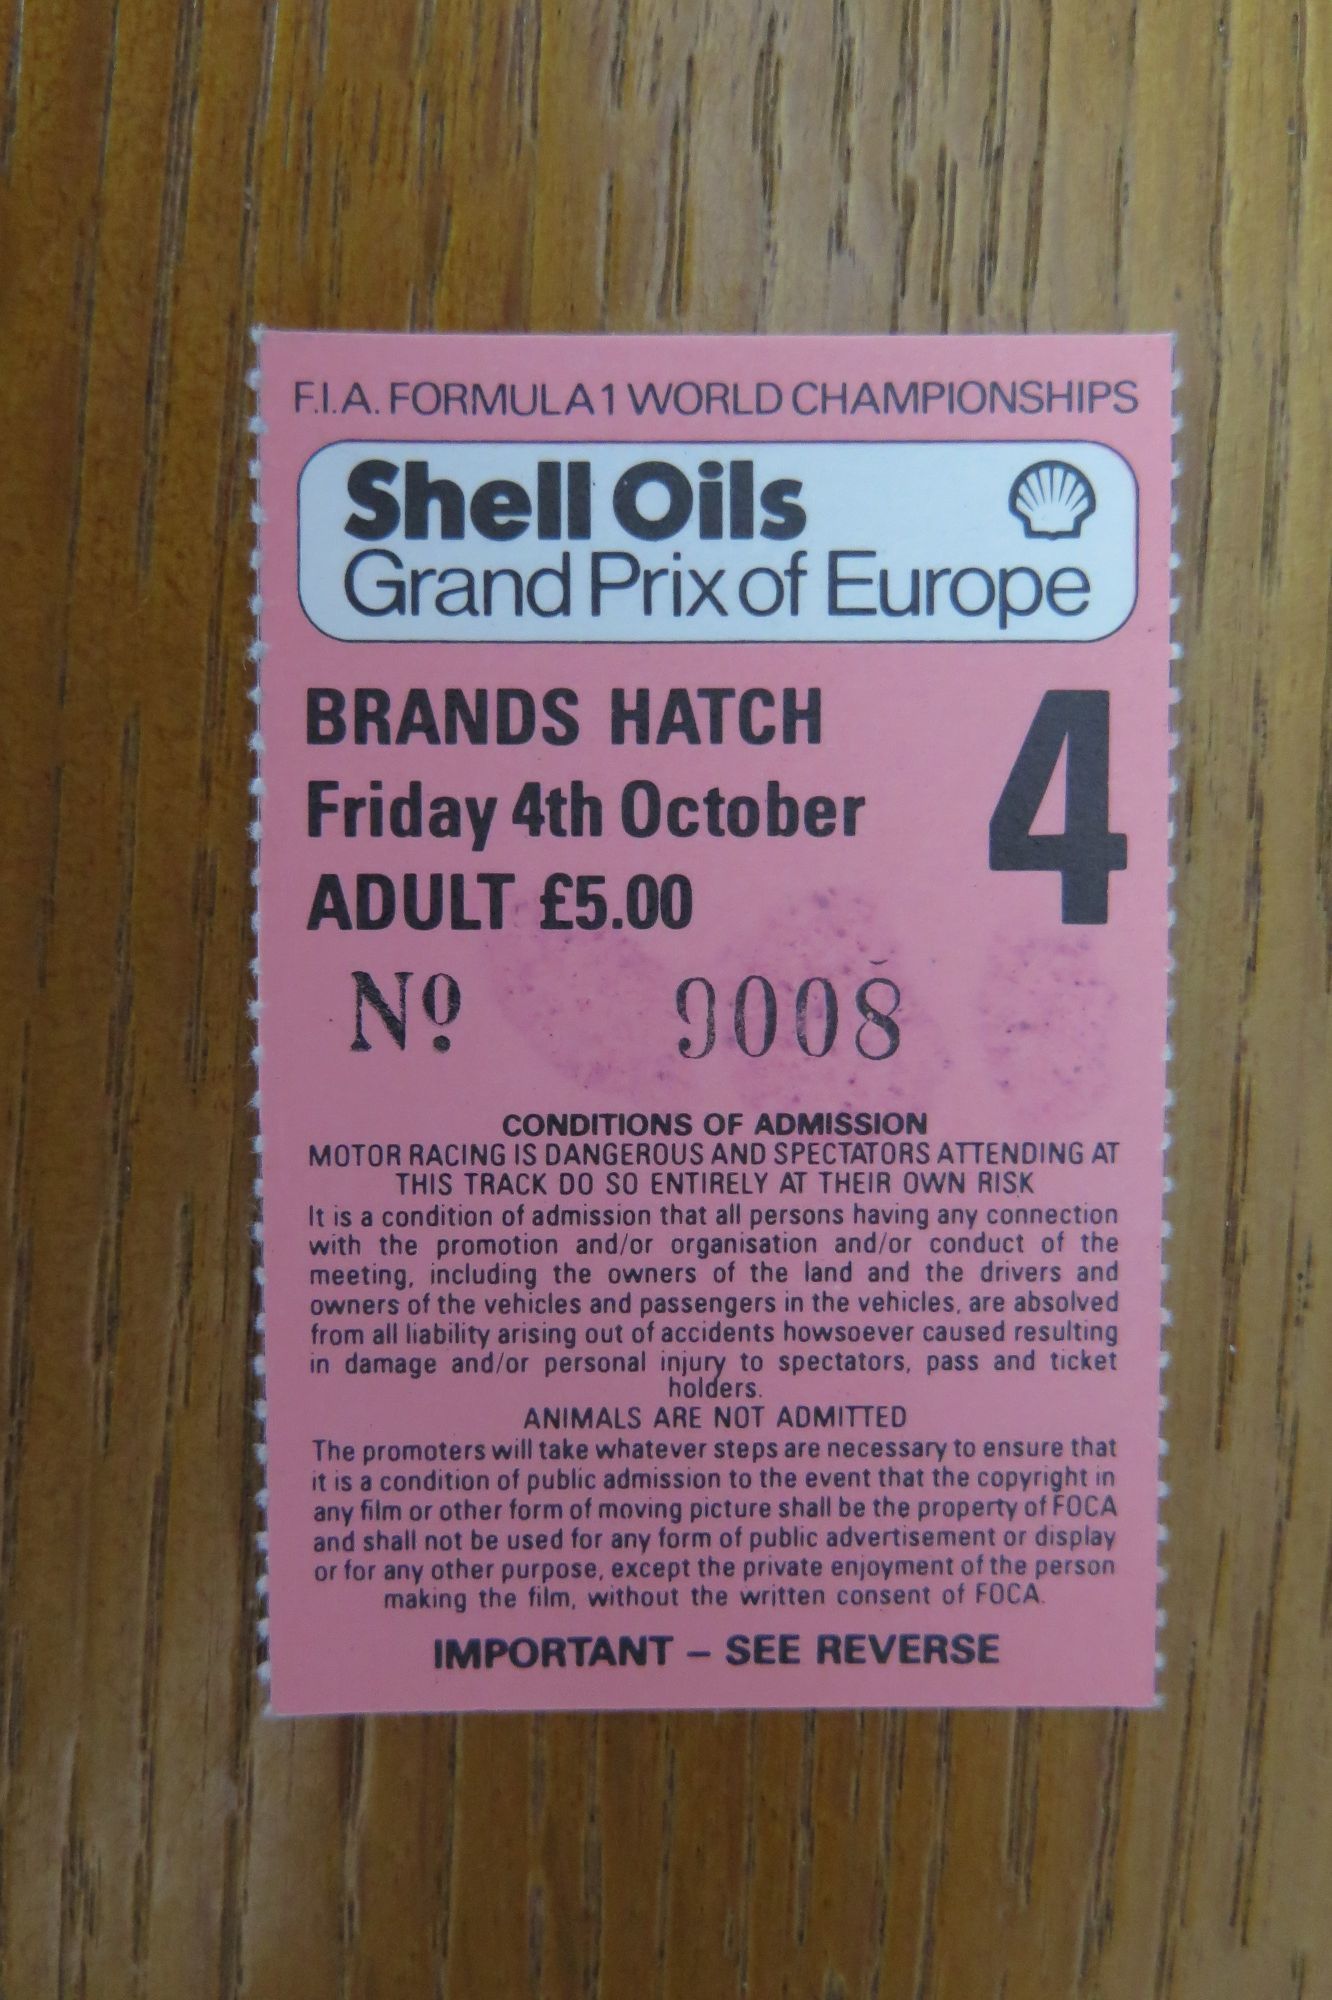 F.I.A. FORMULA 1 WORLD CHAMPIONSHIPS
Shell Oils
Grand Prix of Europe
BRANDS HATCH
4
Friday 4th October
ADULT £5.00
Nº 9008
CONDITIONS OF ADMISSION
MOTOR RACING IS DANGEROUS AND SPECTATORS ATTENDING AT
THIS TRACK DO SO ENTIRELY AT THEIR OWN RISK
It is a condition of admission that all persons having any connection
with the promotion and/or organisation and/or conduct of the
meeting, including the owners of the land and the drivers and
owners of the vehicles and passengers in the vehicles, are absolved
from all liability arising out of accidents howsoever caused resulting
in damage and/or personal injury to spectators, pass and ticket
holders.
ANIMALS ARE NOT ADMITTED
The promoters will take whatever steps are necessary to ensure that
it is a condition of public admission to the event that the copyright in
any film or other form of moving picture shall be the property of FOCA
and shall not be used for any form of public advertisement or display
or for any other purpose, except the private enjoyment of the person
making the film, without the written consent of FOCA.
IMPORTANT – SEE REVERSE